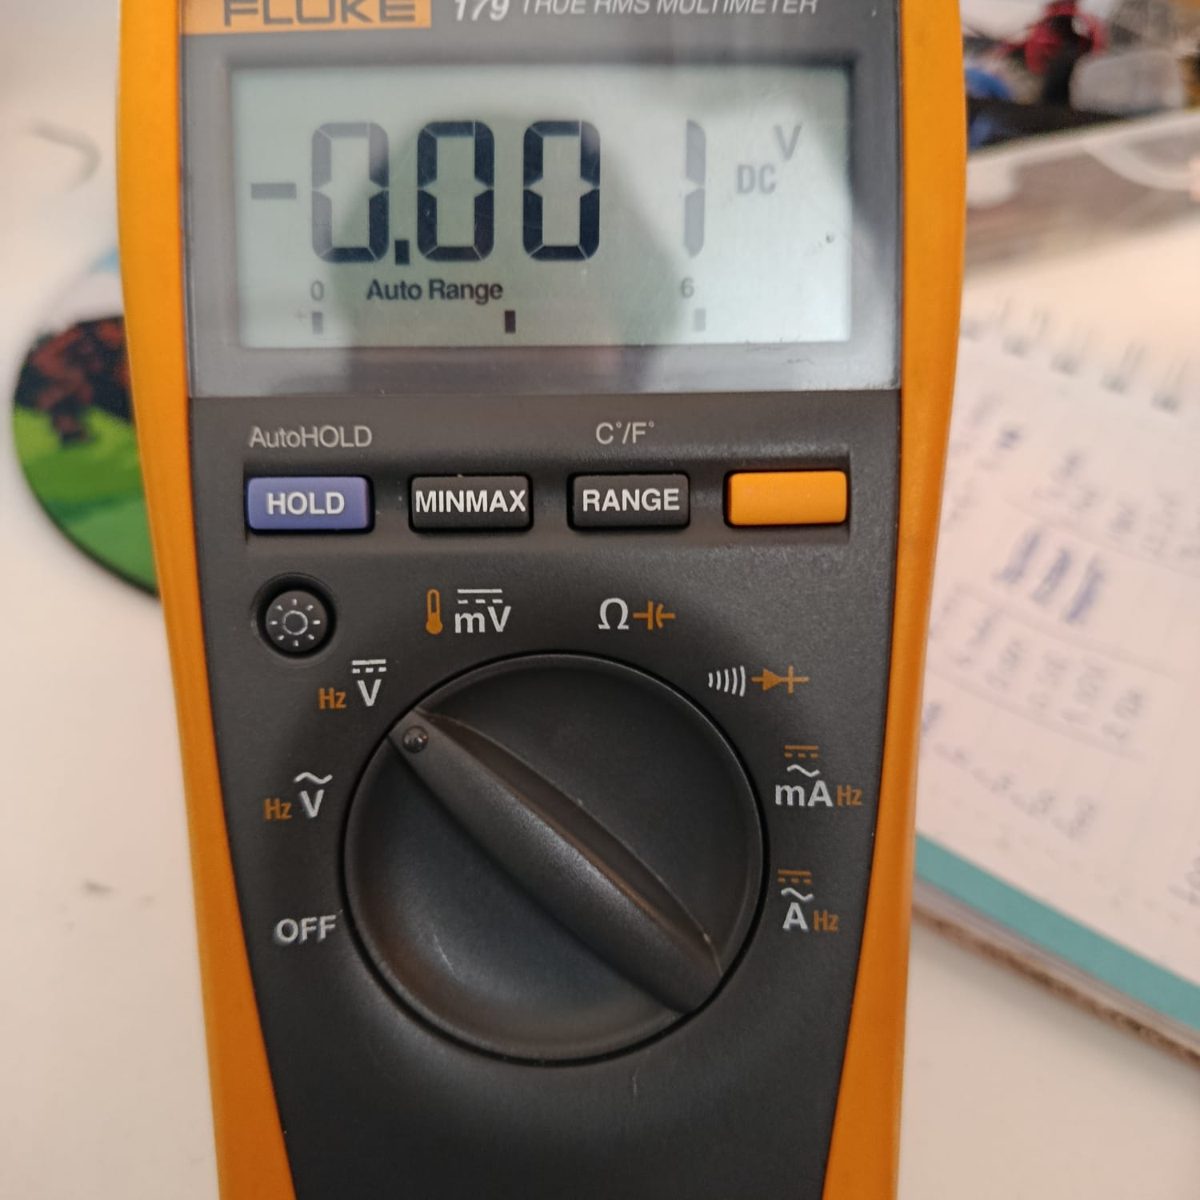 FLUKE 179 TRUE RMS MULTIMETER
-0.001 V DC
0 Auto Range 6
AutoHOLD C°/F°
HOLD MINMAX RANGE
mV Ω
Hz V
Hz V mA Hz
OFF A Hz